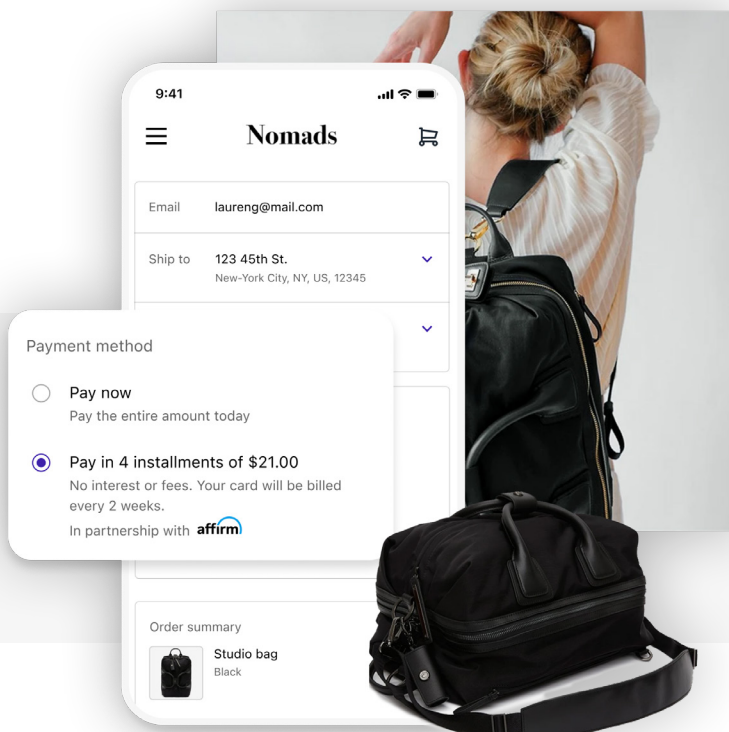 9:41
Nomads
Email laureng@mail.com
Ship to 123 45th St.
New-York City, NY, US, 12345
Payment method
Pay now
Pay the entire amount today
Pay in 4 installments of $21.00
No interest or fees. Your card will be billed
every 2 weeks.
In partnership with affirm
Order summary
Studio bag
Black